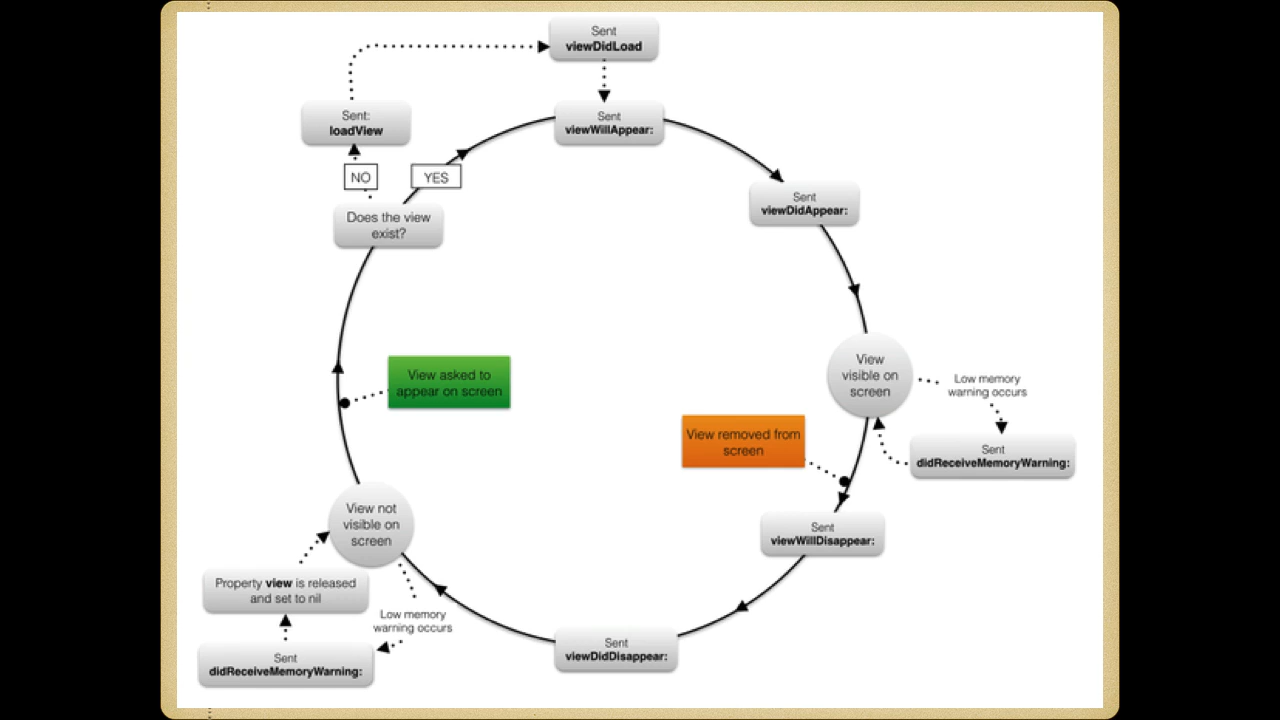 Sent
viewDidLoad
Sent:
loadView
Sent
viewWillAppear:
NO
YES
Does the view
exist?
Sent
viewDidAppear:
View
visible on
screen
Low memory
warning occurs
Sent
didReceiveMemoryWarning:
View asked to
appear on screen
View removed from
screen
Sent
viewWillDisappear:
View not
visible on
screen
Property view is released
and set to nil
Low memory
warning occurs
Sent
didReceiveMemoryWarning:
Sent
viewDidDisappear: